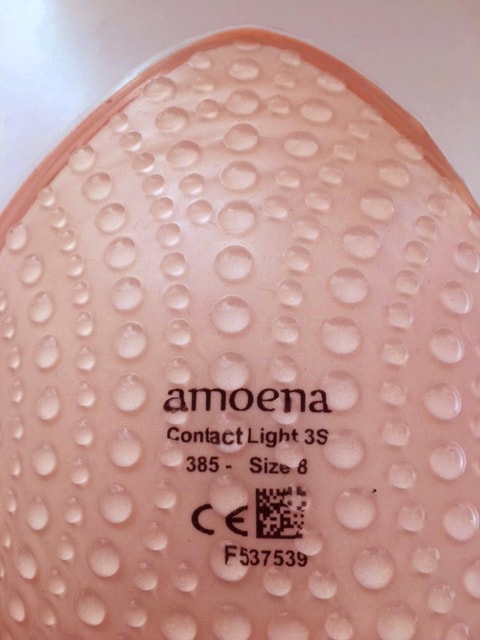 amoena
Contact Light 3S
385 - Size 8
CE
F537539